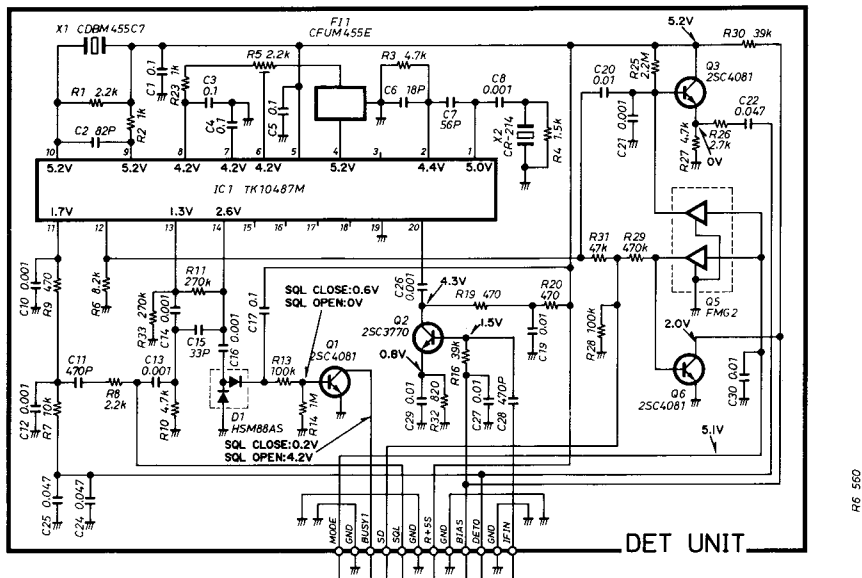 X1 CDBM455C7
FI1
CFUM455E
5.2V
R30 39k
C1 0.1
R23 1k
R5 2.2k
R3 4.7k
C8
0.001
C20
0.01
R25
2.2M
Q3
2SC4081
R1 2.2k
R2 1k
C2 82P
C3
0.1
C4
0.1
C5 0.1
C6 18P
C7
56P
X2
CR-214
R4 1.5k
C21 0.001
C22
0.047
R26
2.7k
R27 4.7k
0V
10 9 8 7 6 5 4 3 2 1
5.2V 5.2V 4.2V 4.2V 4.2V 5.2V 4.4V 5.0V
IC1 TK10487M
1.7V 1.3V 2.6V
11 12 13 14 15 16 17 18 19 20
C10 0.001
R9 470
R6 8.2k
R33 270k
R11
270k
C14 0.001
C15
33P
C16 0.001
C17 0.1
SQL CLOSE:0.6V
SQL OPEN:0V
C26
0.001
4.3V
R19 470
R20
470
R31
47k
R29
470k
Q5
FMG2
Q2
2SC3770
1.5V
0.8V
C19 0.01
R28 100k
2.0V
Q1
2SC4081
R13
100k
R14 1M
C11
470P
R8
2.2k
C13
0.001
R10 4.7k
D1
HSM88AS
C12 0.001
R7 10k
R16 39k
C29 0.01
R32 820
C27 0.01
C28 470P
Q6
2SC4081
C30 0.01
SQL CLOSE:0.2V
SQL OPEN:4.2V
5.1V
C25 0.047
C24 0.047
R6 560
MODE
GND
BUSY1
SD
SQL
GND
R+5S
GND
BIAS
DETO
GND
IFIN
DET UNIT